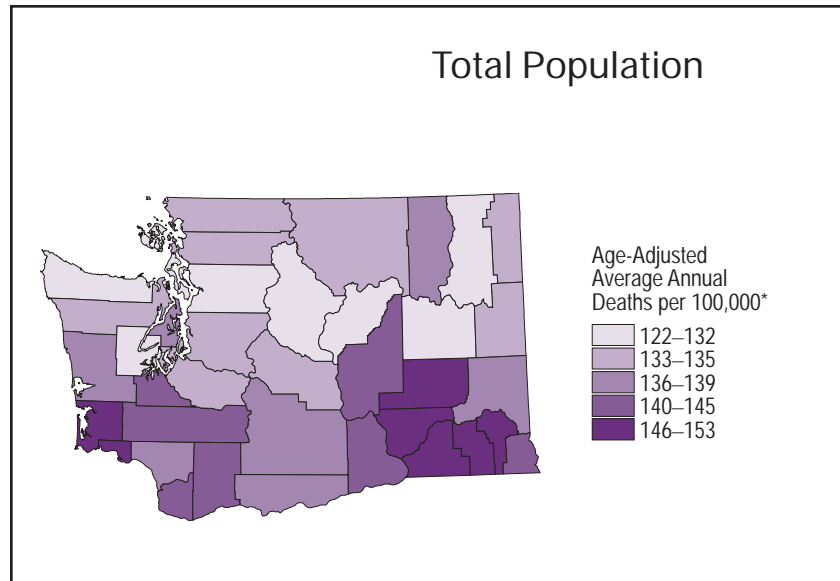 Total Population
Age-Adjusted
Average Annual
Deaths per 100,000*
122–132
133–135
136–139
140–145
146–153